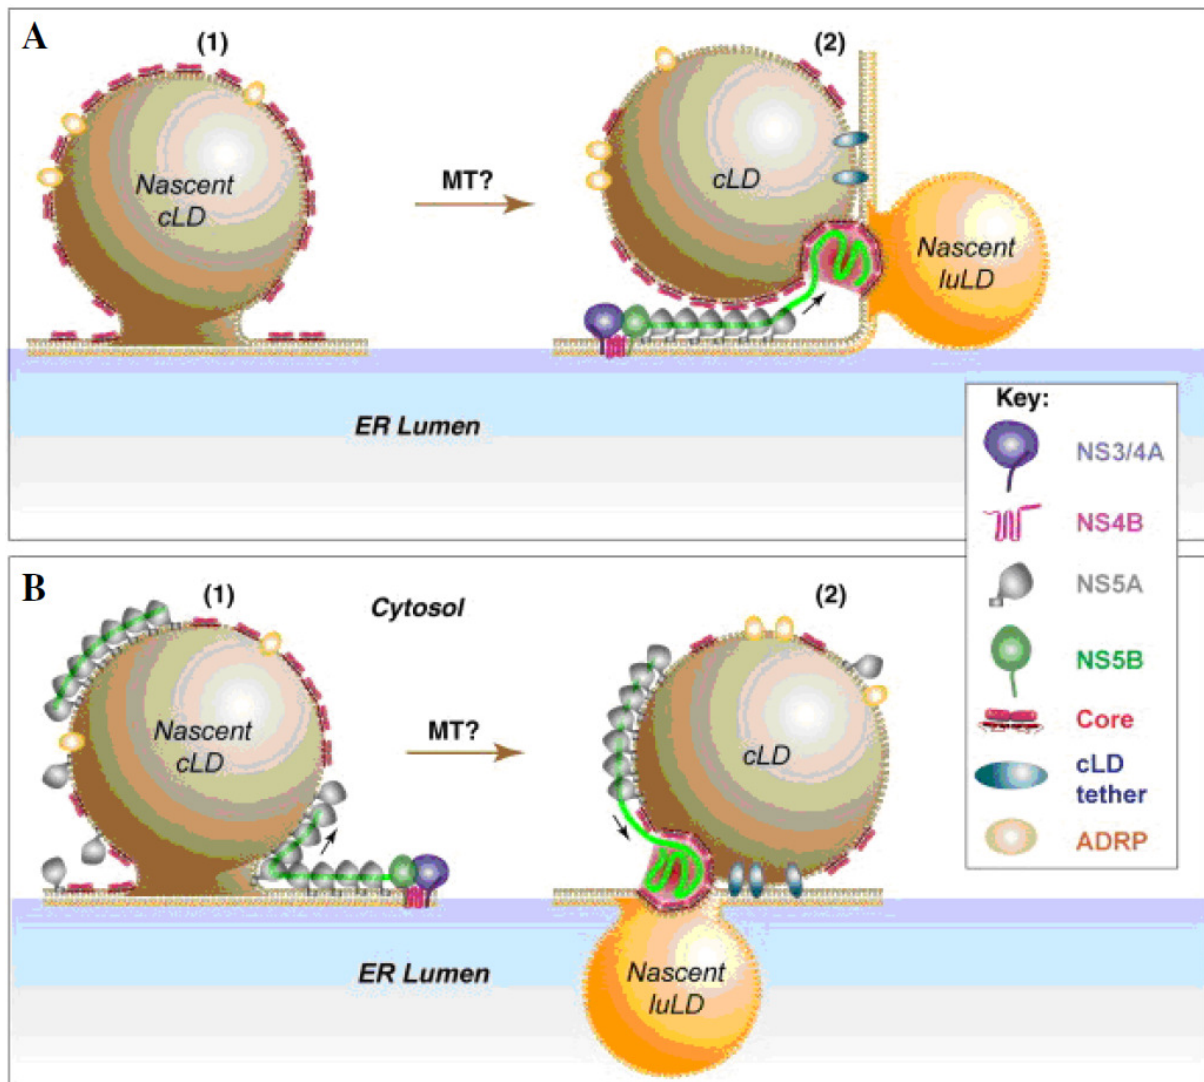 A
(1)
(2)
Nascent
cLD
MT?
cLD
Nascent
luLD
ER Lumen
Key:
NS3/4A
NS4B
NS5A
NS5B
Core
cLD
tether
ADRP
B
(1)
Cytosol
(2)
Nascent
cLD
MT?
cLD
ER Lumen
Nascent
luLD